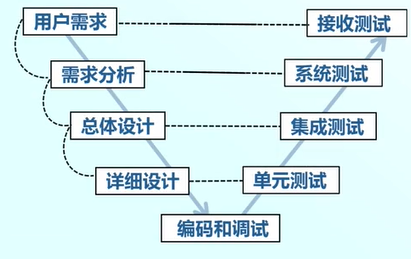 用户需求 接收测试
需求分析 系统测试
总体设计 集成测试
详细设计 单元测试
编码和调试